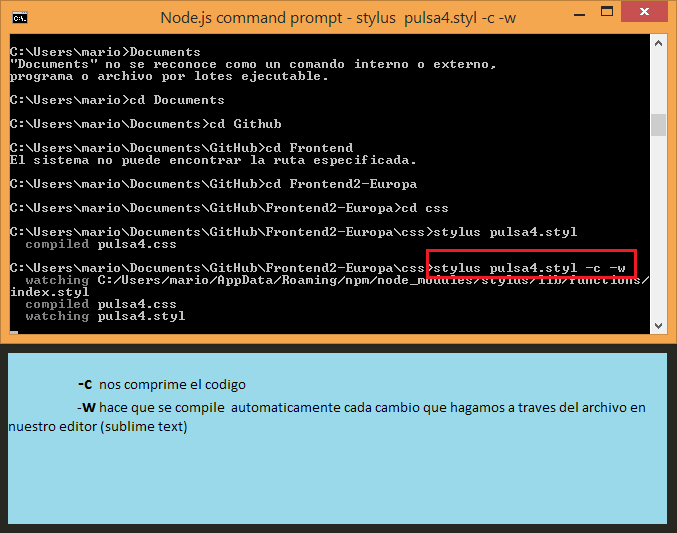 Node.js command prompt - stylus pulsa4.styl -c -w
C:\Users\mario>Documents
"Documents" no se reconoce como un comando interno o externo,
programa o archivo por lotes ejecutable.
C:\Users\mario>cd Documents
C:\Users\mario\Documents>cd Github
C:\Users\mario\Documents\GitHub>cd Frontend
El sistema no puede encontrar la ruta especificada.
C:\Users\mario\Documents\GitHub>cd Frontend2-Europa
C:\Users\mario\Documents\GitHub\Frontend2-Europa>cd css
C:\Users\mario\Documents\GitHub\Frontend2-Europa\css>stylus pulsa4.styl
compiled pulsa4.css
C:\Users\mario\Documents\GitHub\Frontend2-Europa\css>stylus pulsa4.styl -c -w
watching C:/Users/mario/AppData/Roaming/npm/node_modules/stylus/lib/functions/
index.styl
compiled pulsa4.css
watching pulsa4.styl
-c nos comprime el codigo
-w hace que se compile automaticamente cada cambio que hagamos a traves del archivo en
nuestro editor (sublime text)